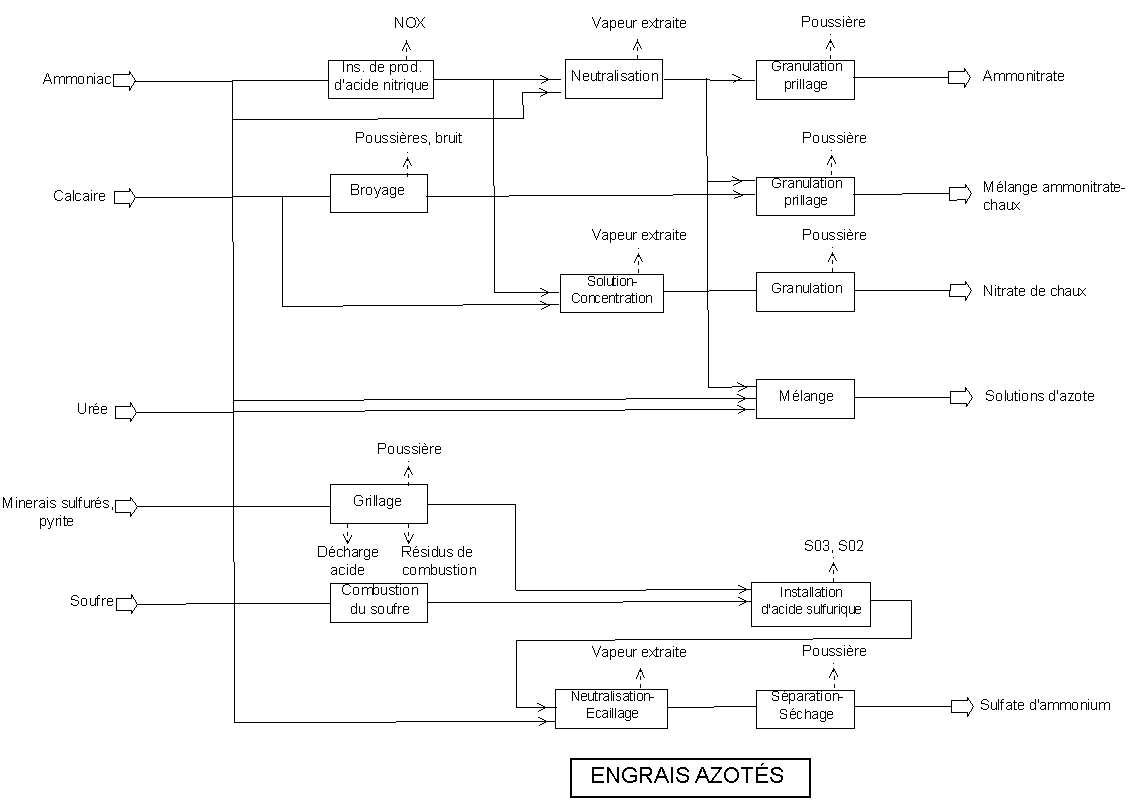 NOX
Vapeur extraite
Poussière
Ammoniac
Ins. de prod.
d'acide nitrique
Neutralisation
Granulation
prillage
Ammonitrate
Poussières, bruit
Poussière
Calcaire
Broyage
Granulation
prillage
Mélange ammonitrate-
chaux
Vapeur extraite
Poussière
Solution-
Concentration
Granulation
Nitrate de chaux
Urée
Mélange
Solutions d'azote
Poussière
Minerais sulfurés,
pyrite
Grillage
Décharge
acide
Résidus de
combustion
S03, S02
Soufre
Combustion
du soufre
Installation
d'acide sulfurique
Vapeur extraite
Poussière
Neutralisation-
Ecaillage
Séparation-
Séchage
Sulfate d'ammonium
ENGRAIS AZOTÉS